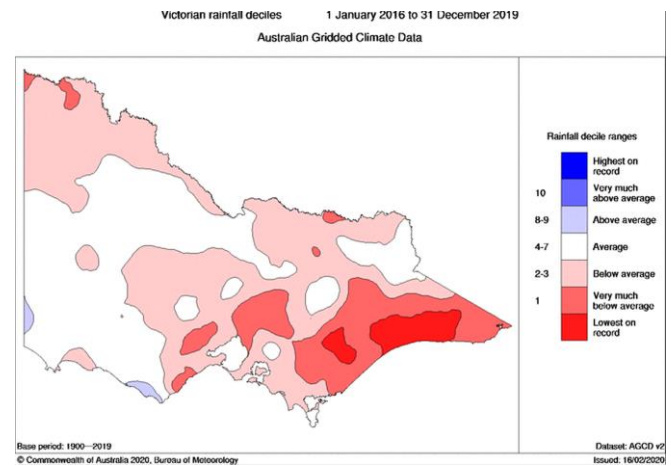 Victorian rainfall deciles 1 January 2016 to 31 December 2019
Australian Gridded Climate Data
Rainfall decile ranges
Highest on record
10 Very much above average
8-9 Above average
4-7 Average
2-3 Below average
1 Very much below average
Lowest on record
Base period: 1900—2019
Dataset: AGCD v2
© Commonwealth of Australia 2020, Bureau of Meteorology
Issued: 16/02/2020